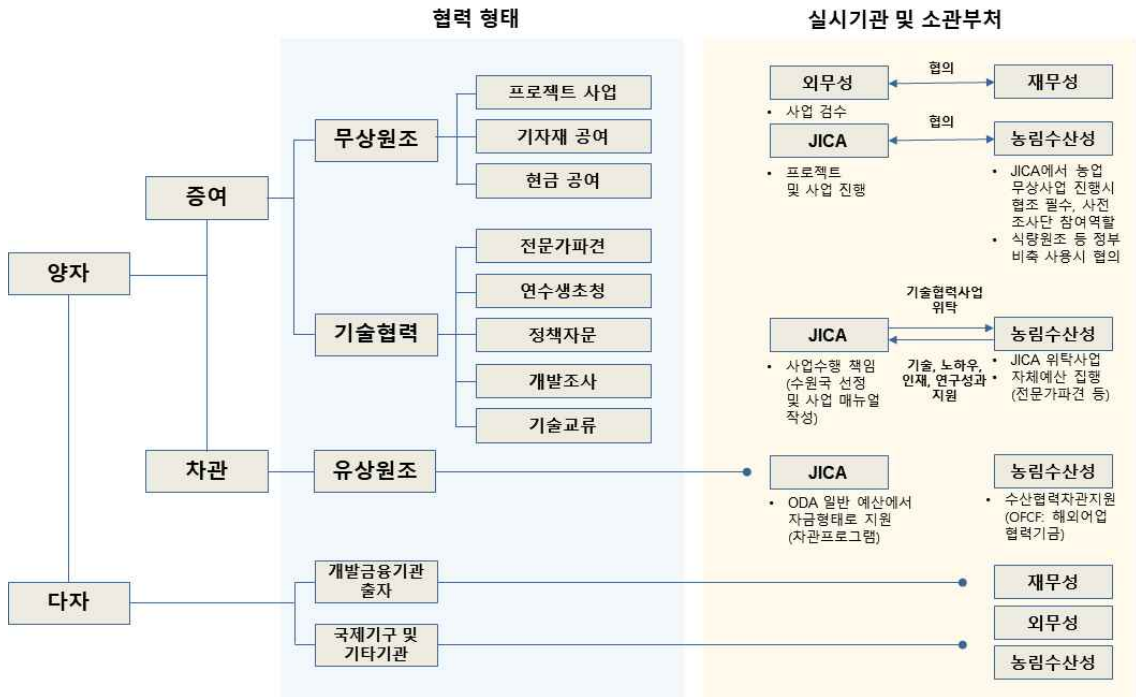 협력 형태
실시기관 및 소관부처
양자
다자
증여
차관
무상원조
프로젝트 사업
기자재 공여
현금 공여
기술협력
전문가파견
연수생초청
정책자문
개발조사
기술교류
유상원조
개발금융기관
출자
국제기구 및
기타기관
외무성
협의
재무성
• 사업 검수
JICA
협의
농림수산성
• 프로젝트
및 사업 진행
• JICA에서 농업
무상사업 진행시
협조 필수, 사전
조사단 참여역할
• 식량원조 등 정부
비축 사용시 협의
기술협력사업
위탁
JICA
농림수산성
• 사업수행 책임
(수원국 선정
및 사업 매뉴얼
작성)
기술, 노하우,
인재, 연구성과
지원
• JICA 위탁사업
• 자체예산 집행
(전문가파견 등)
JICA
농림수산성
• ODA 일반 예산에서
자금형태로 지원
(차관프로그램)
• 수산협력차관지원
(OFCF: 해외어업
협력기금)
재무성
외무성
농림수산성